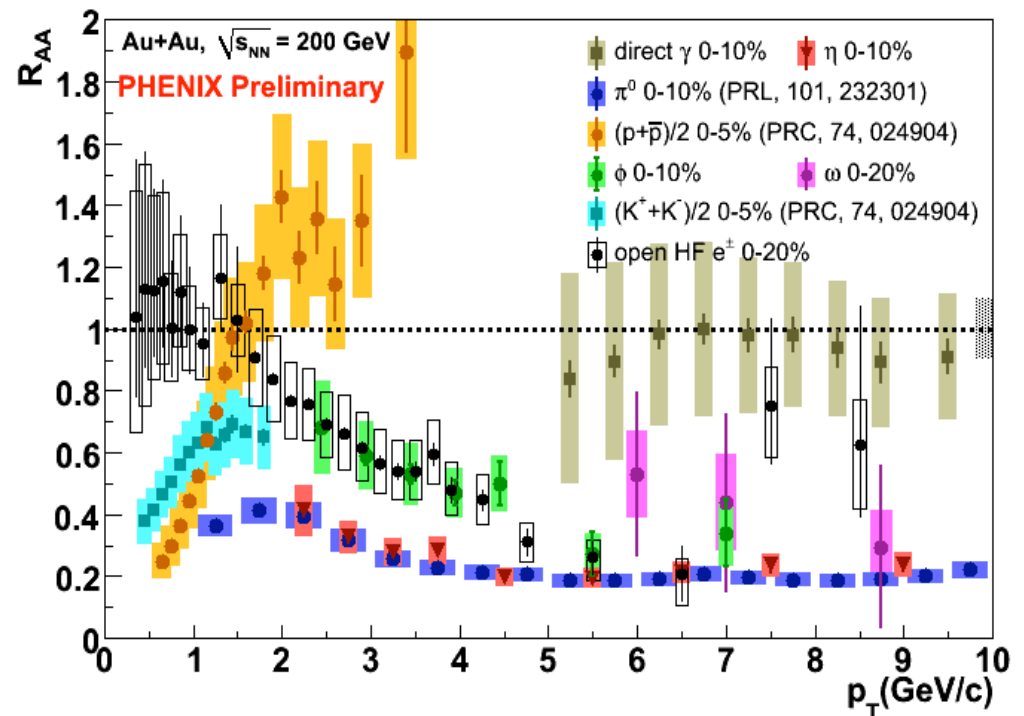 R_AA
2
1.8
1.6
1.4
1.2
1
0.8
0.6
0.4
0.2
0
Au+Au, √s_NN = 200 GeV
PHENIX Preliminary
direct γ 0-10%
η 0-10%
π⁰ 0-10% (PRL, 101, 232301)
(p+p̅)/2 0-5% (PRC, 74, 024904)
ϕ 0-10%
ω 0-20%
(K⁺+K⁻)/2 0-5% (PRC, 74, 024904)
open HF e± 0-20%
0 1 2 3 4 5 6 7 8 9 10
p_T(GeV/c)